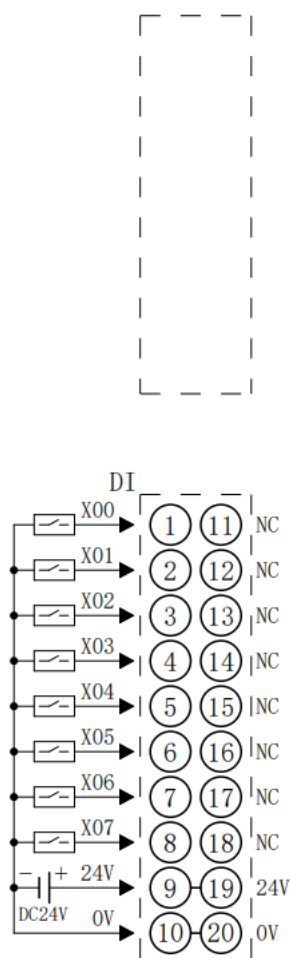 DI
X00 1 11 NC
X01 2 12 NC
X02 3 13 NC
X03 4 14 NC
X04 5 15 NC
X05 6 16 NC
X06 7 17 NC
X07 8 18 NC
- + 24V 9 19 24V
DC24V 0V 10 20 0V